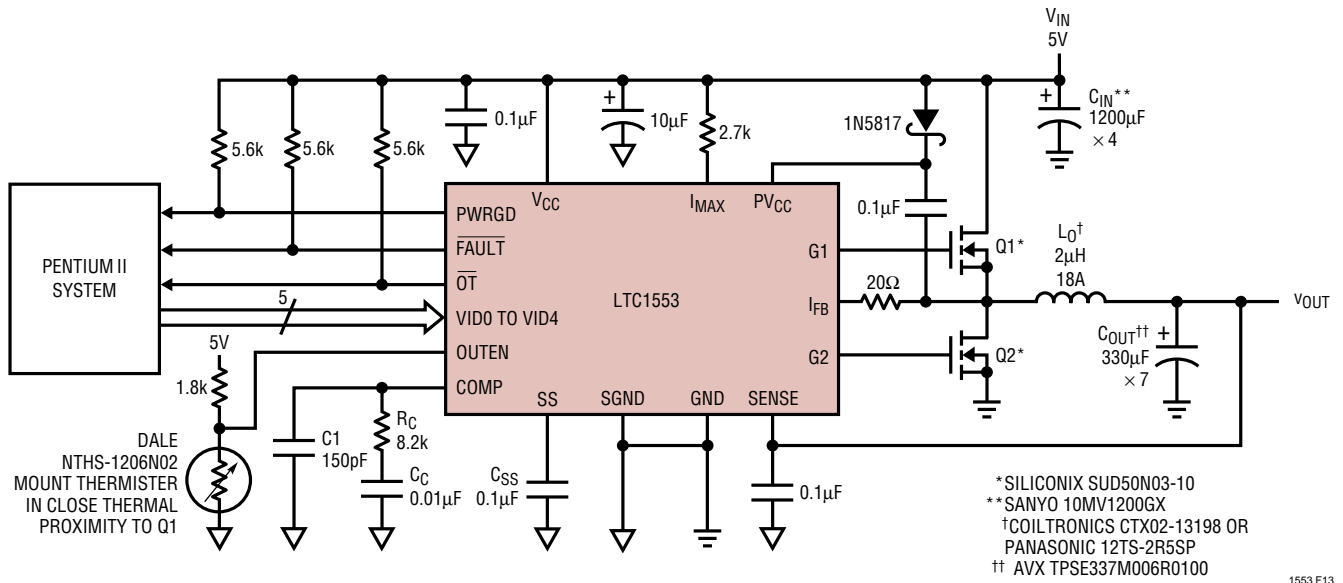 V_IN
5V
C_IN**
1200µF
× 4
5.6k
5.6k
5.6k
0.1µF
+
10µF
2.7k
1N5817
+
0.1µF
PENTIUM II
SYSTEM
5
5V
1.8k
DALE
NTHS-1206N02
MOUNT THERMISTER
IN CLOSE THERMAL
PROXIMITY TO Q1
V_CC
I_MAX
PV_CC
PWRGD
F̅A̅U̅L̅T̅
O̅T̅
VID0 TO VID4
OUTEN
COMP
LTC1553
G1
I_FB
G2
SS
SGND
GND
SENSE
Q1*
20Ω
L_O†
2µH
18A
Q2*
V_OUT
C_OUT††
+
330µF
× 7
C1
150pF
R_C
8.2k
C_C
0.01µF
C_SS
0.1µF
0.1µF
*SILICONIX SUD50N03-10
**SANYO 10MV1200GX
†COILTRONICS CTX02-13198 OR
PANASONIC 12TS-2R5SP
†† AVX TPSE337M006R0100
1553 F13